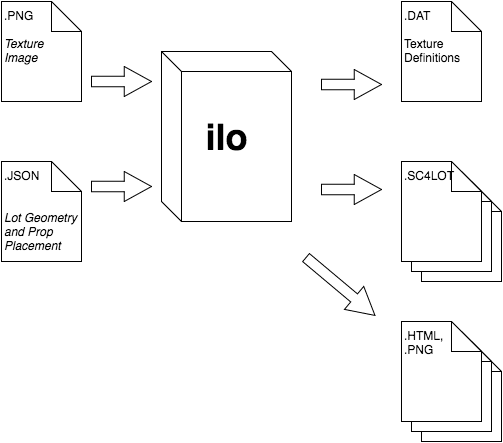 .PNG
Texture
Image
.JSON
Lot Geometry
and Prop
Placement
ilo
.DAT
Texture
Definitions
.SC4LOT
.HTML,
.PNG